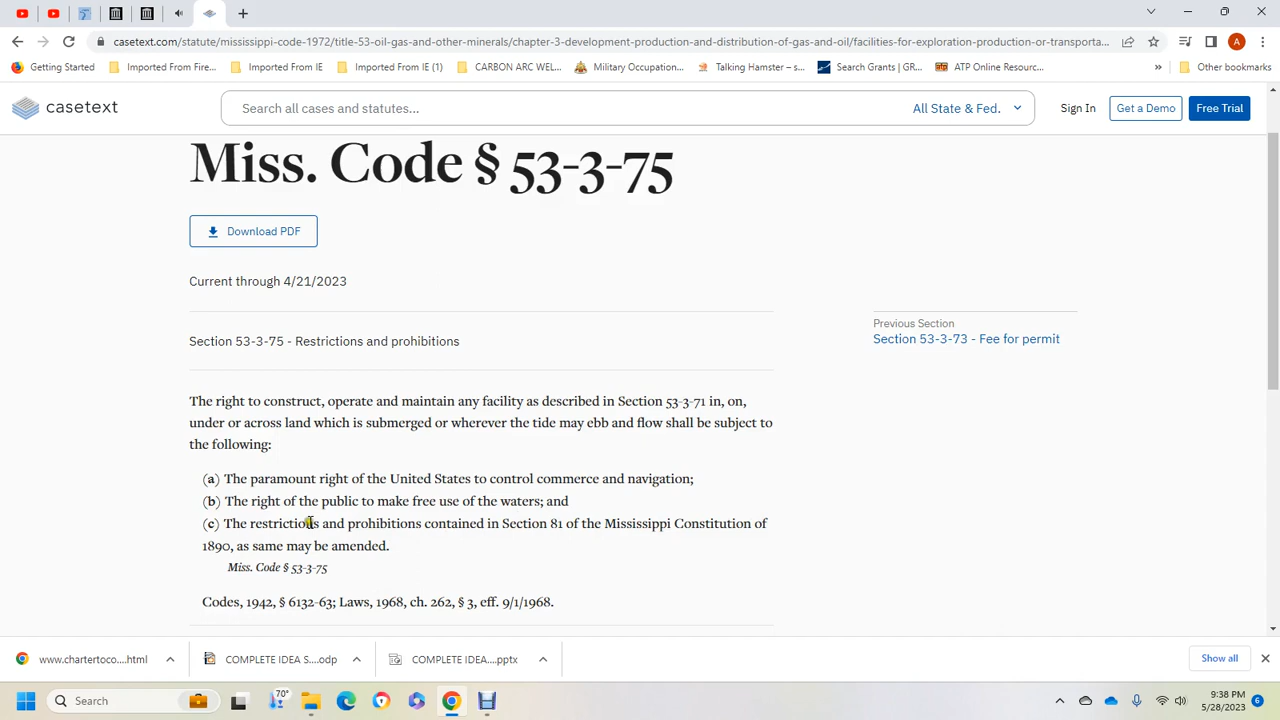 casetext.com/statute/mississippi-code-1972/title-53-oil-gas-and-other-minerals/chapter-3-development-production-and-distribution-of-gas-and-oil/facilities-for-exploration-production-or-transporta...
A
Getting Started
Imported From Fire...
Imported From IE
Imported From IE (1)
CARBON ARC WEL...
Military Occupation...
Talking Hamster – s...
Search Grants | GR...
ATP Online Resourc...
»
Other bookmarks
casetext
Search all cases and statutes...
All State & Fed.
Sign In
Get a Demo
Free Trial
Miss. Code § 53-3-75
Download PDF
Current through 4/21/2023
Previous Section
Section 53-3-73 - Fee for permit
Section 53-3-75 - Restrictions and prohibitions
The right to construct, operate and maintain any facility as described in Section 53-3-71 in, on,
under or across land which is submerged or wherever the tide may ebb and flow shall be subject to
the following:
(a) The paramount right of the United States to control commerce and navigation;
(b) The right of the public to make free use of the waters; and
(c) The restrictions and prohibitions contained in Section 81 of the Mississippi Constitution of
1890, as same may be amended.
Miss. Code § 53-3-75
Codes, 1942, § 6132-63; Laws, 1968, ch. 262, § 3, eff. 9/1/1968.
www.chartertoco....html
COMPLETE IDEA S....odp
COMPLETE IDEA....pptx
Show all
Search
70°
9:38 PM
5/28/2023
6